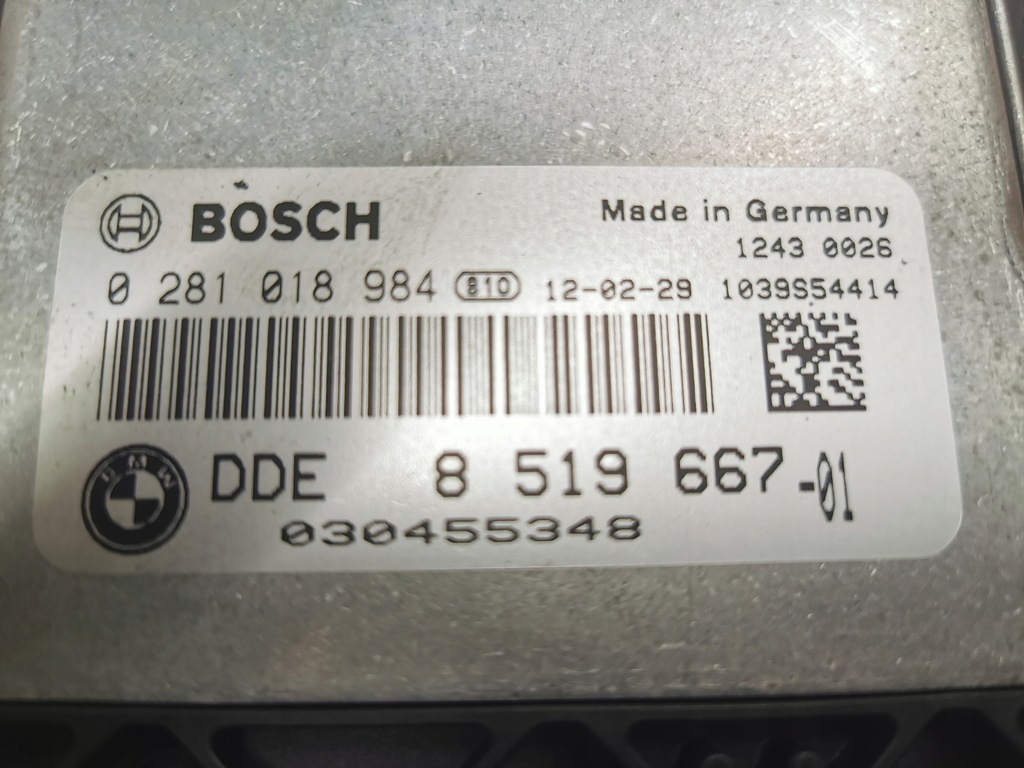 BOSCH
Made in Germany
1243 0026
0 281 018 984 810 12-02-29 1039S54414
BMW
DDE 8 519 667-01
030455348